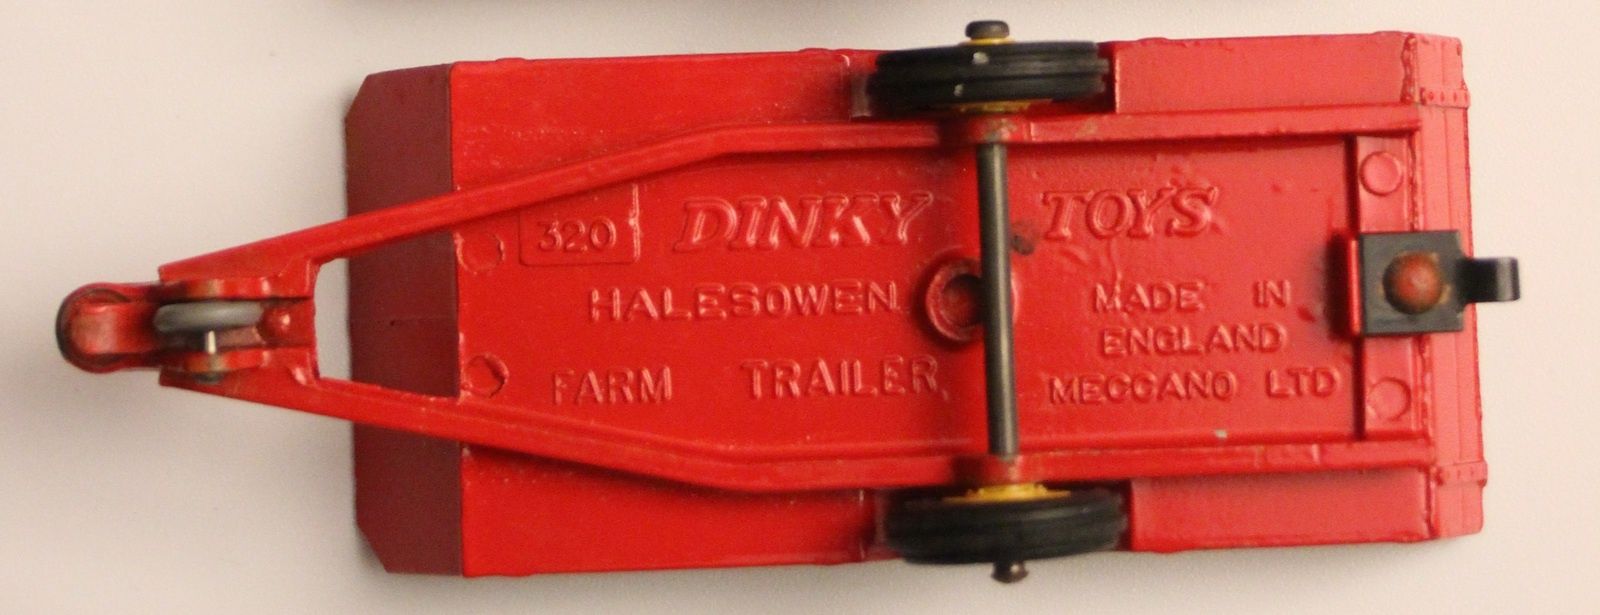 320 DINKY TOYS
HALESOWEN
FARM TRAILER
MADE IN
ENGLAND
MECCANO LTD